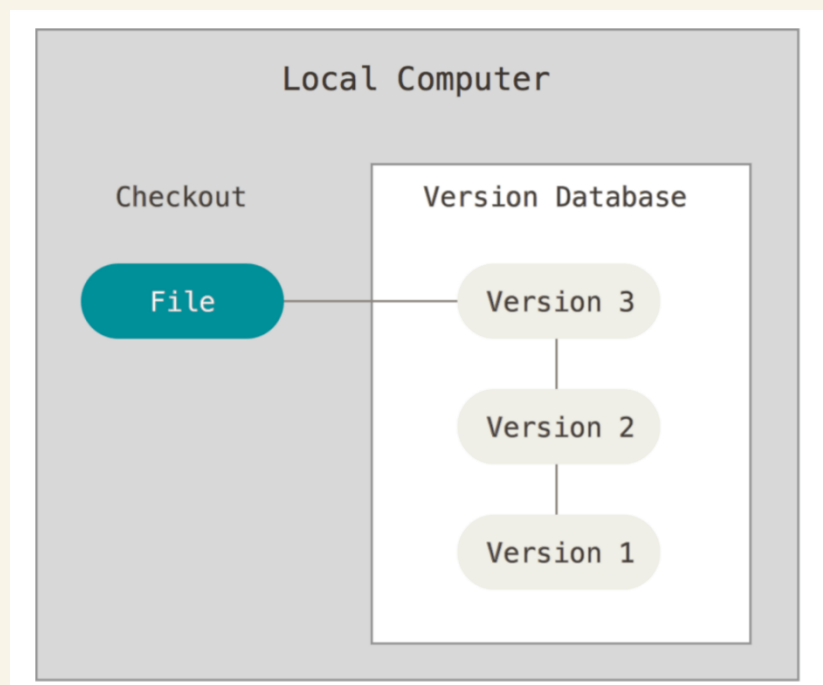 Local Computer
Checkout
Version Database
File
Version 3
Version 2
Version 1